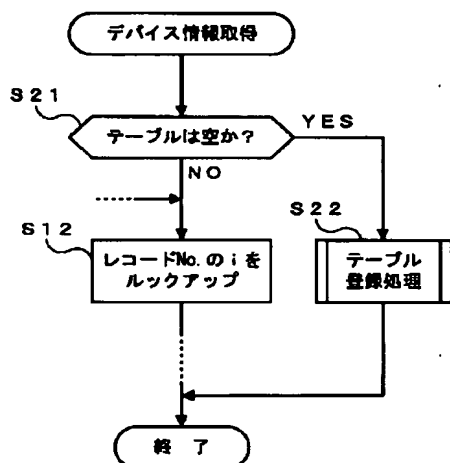 デバイス情報取得
S21
テーブルは空か?
YES
NO
S22
S12
レコードNo.のiを
ルックアップ
テーブル
登録処理
終了